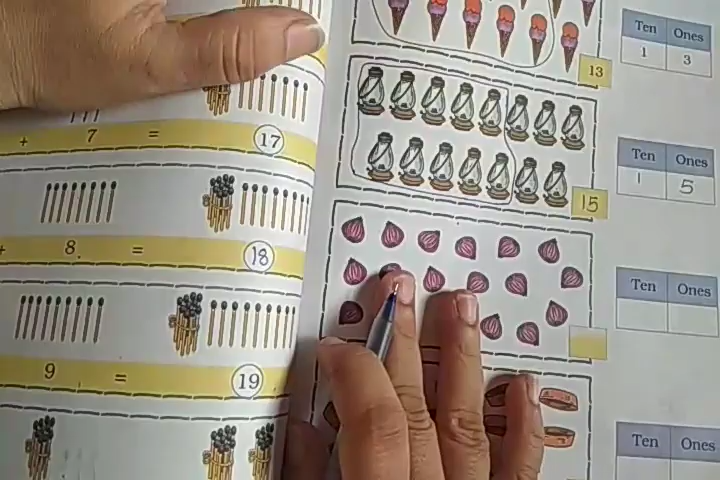 + 7 = 17
+ 8 = 18
9 = 19
13
Ten Ones
1 3
15
Ten Ones
1 5
Ten Ones
Ten Ones